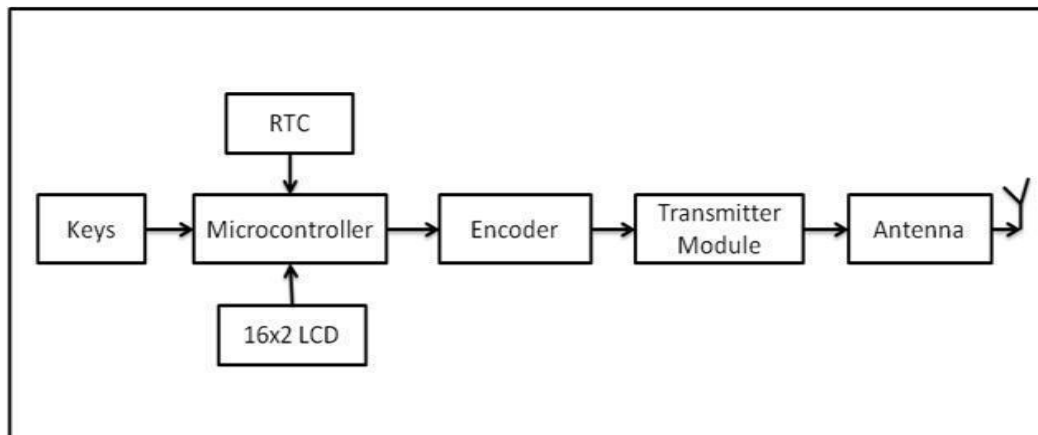 RTC
Keys
Microcontroller
Encoder
Transmitter
Module
Antenna
16x2 LCD